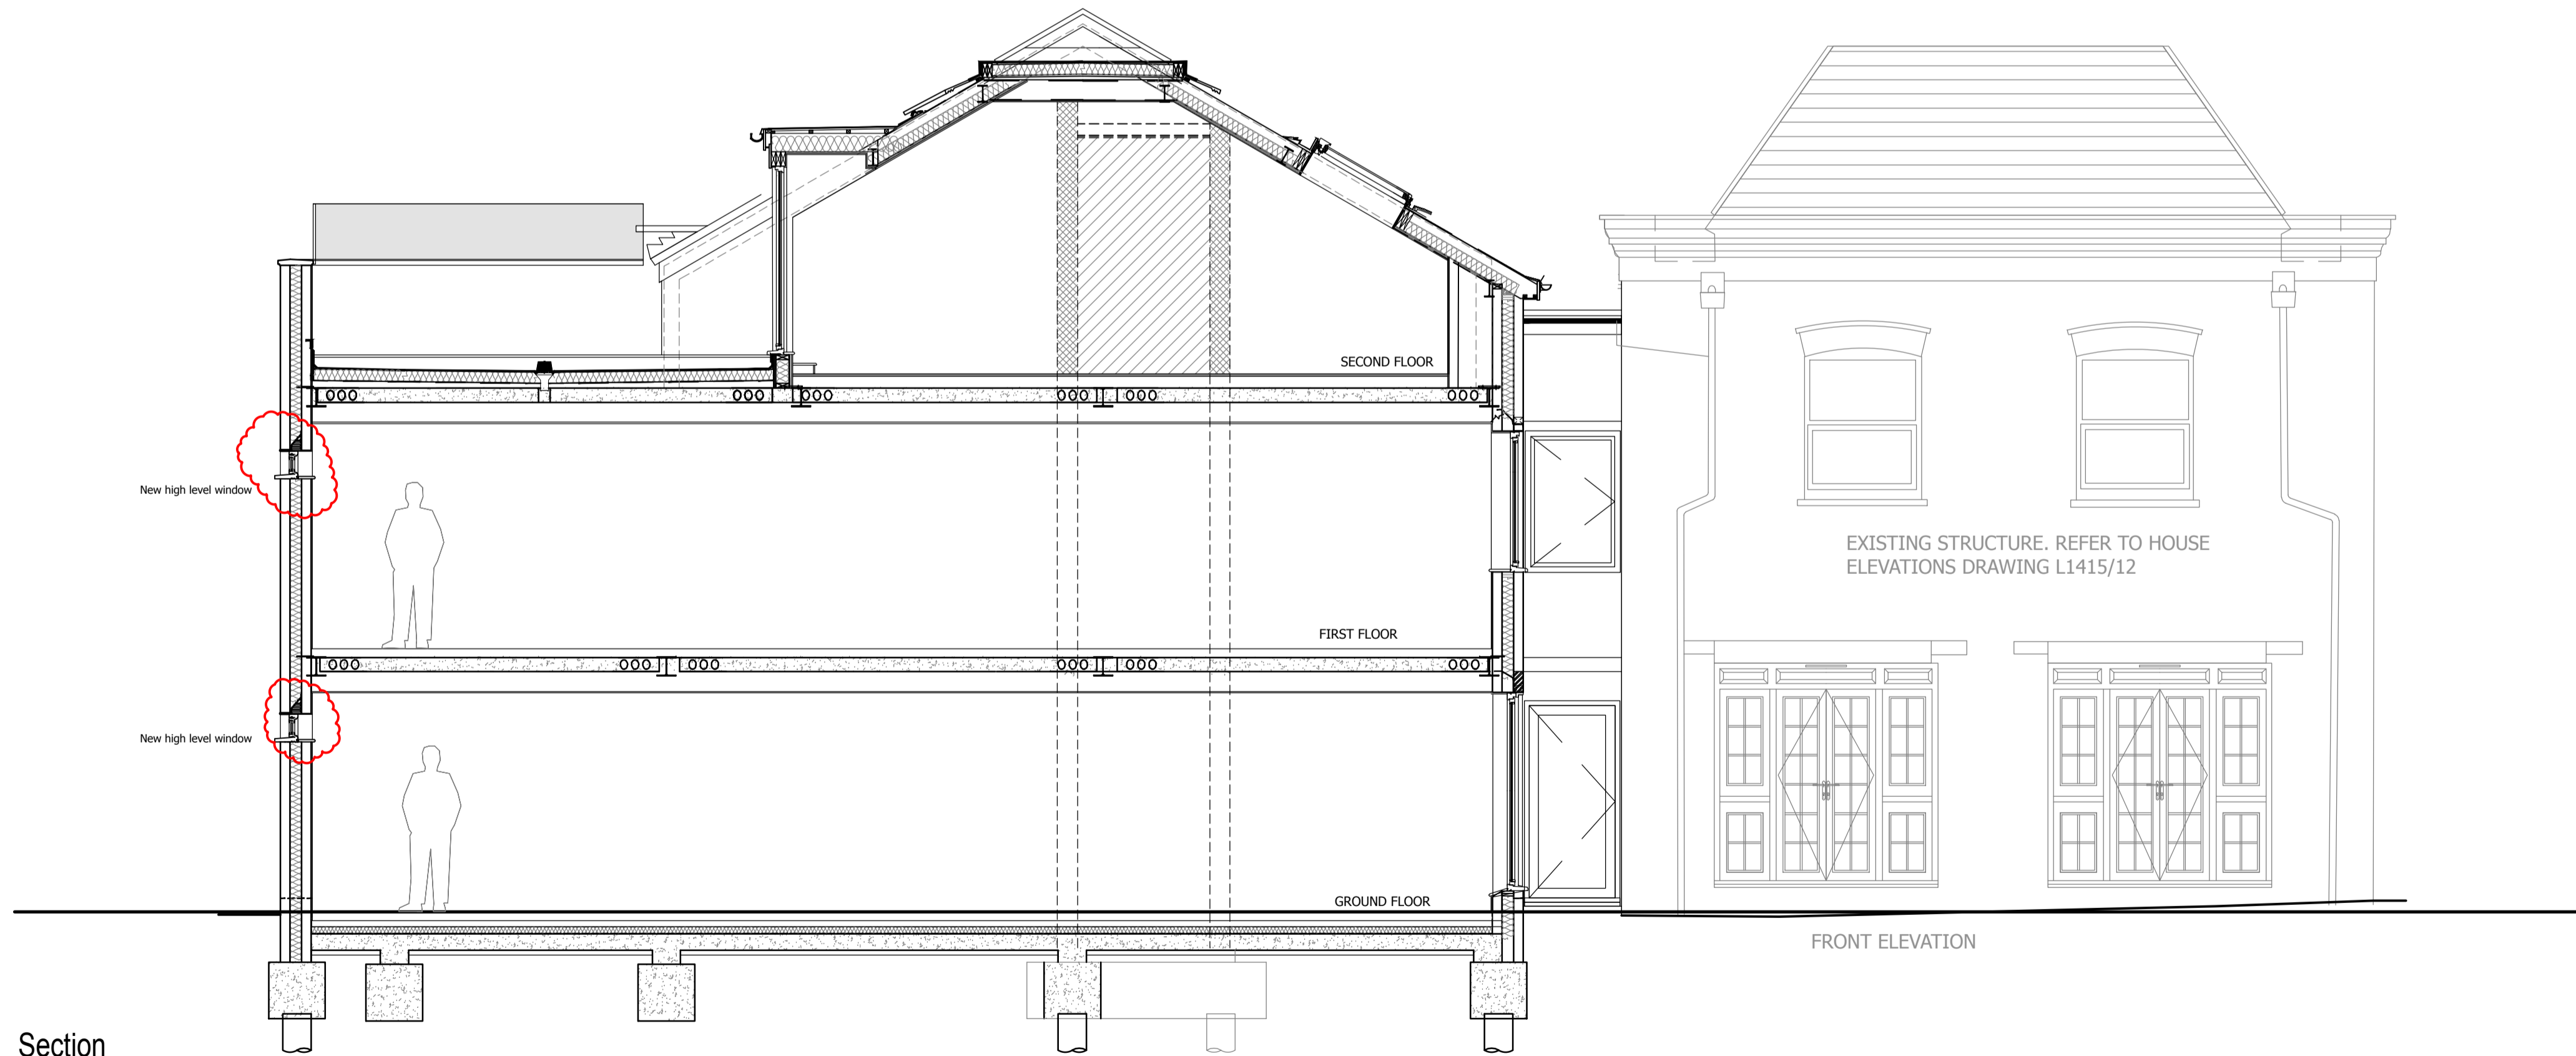 SECOND FLOOR
New high level window
EXISTING STRUCTURE. REFER TO HOUSE
ELEVATIONS DRAWING L1415/12
FIRST FLOOR
New high level window
GROUND FLOOR
FRONT ELEVATION
Section